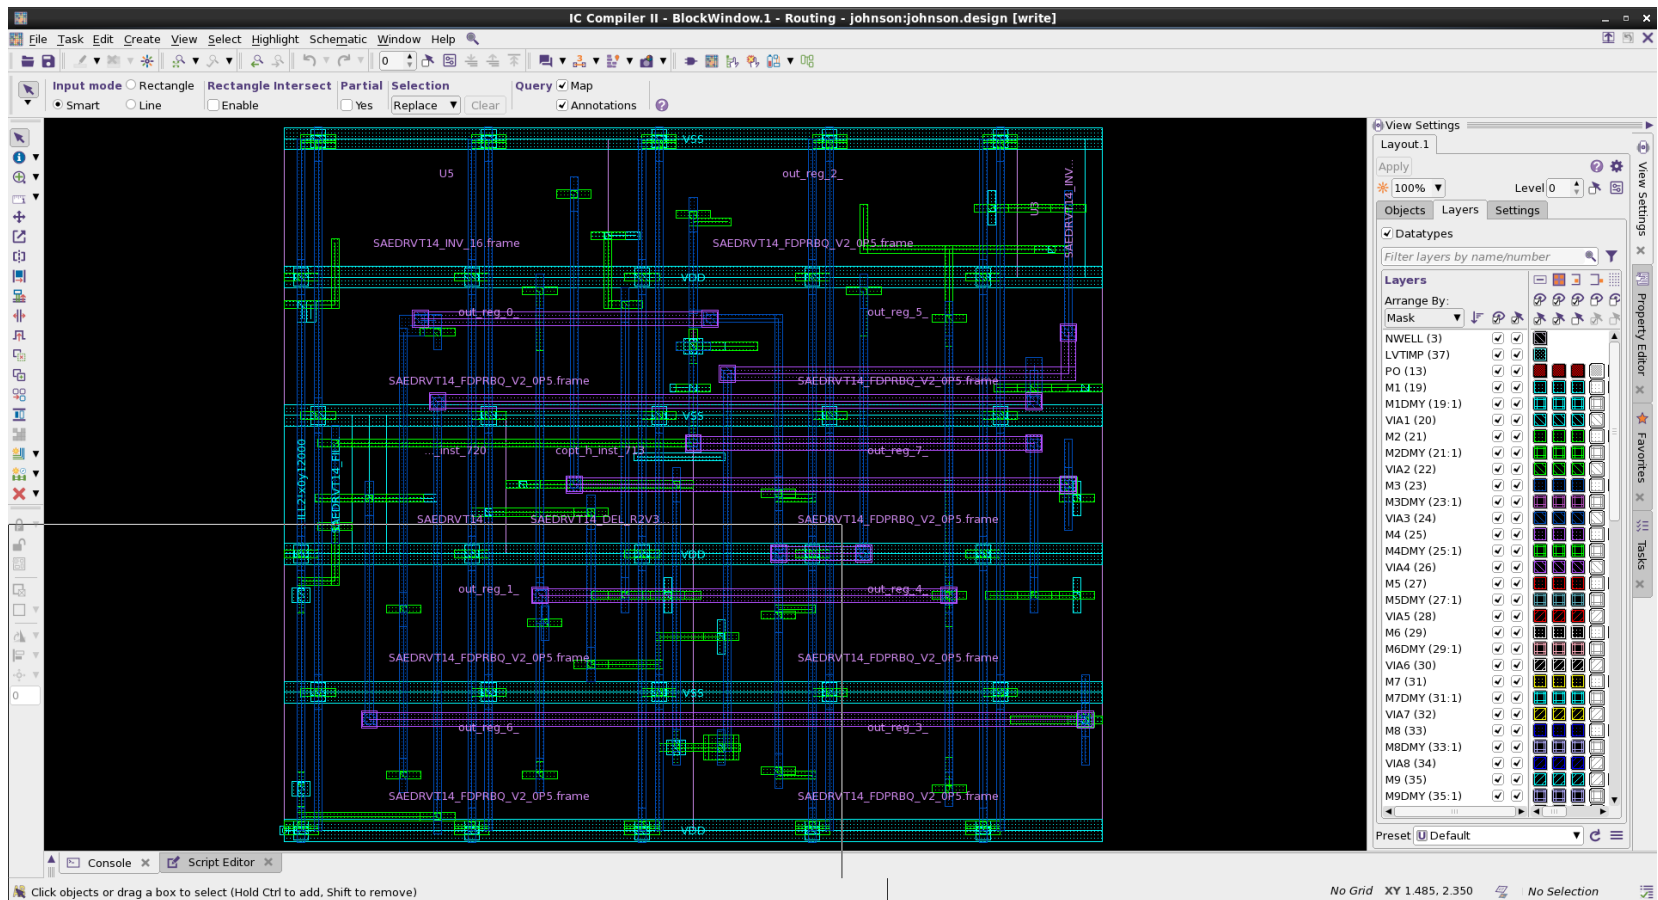 IC Compiler II - BlockWindow.1 - Routing - johnson:johnson.design [write]
File Task Edit Create View Select Highlight Schematic Window Help
0
Input mode Rectangle Rectangle Intersect Partial Selection Query Map
Smart Line Enable Yes Replace Clear Annotations
VSS
U5 out_reg_2_
U3
SAEDRVT14_INV...
SAEDRVT14_INV_16.frame SAEDRVT14_FDPRBQ_V2_0P5.frame
VDD
out_reg_0_ out_reg_5_
SAEDRVT14_FDPRBQ_V2_0P5.frame SAEDRVT14_FDPRBQ_V2_0P5.frame
VSS
..._inst_720 copt_h_inst_713 out_reg_7_
SAEDRVT14... SAEDRVT14_DEL_R2V3... SAEDRVT14_FDPRBQ_V2_0P5.frame
VDD
out_reg_1_ out_reg_4_
SAEDRVT14_FDPRBQ_V2_0P5.frame SAEDRVT14_FDPRBQ_V2_0P5.frame
VSS
out_reg_6_ out_reg_3_
SAEDRVT14_FDPRBQ_V2_0P5.frame SAEDRVT14_FDPRBQ_V2_0P5.frame
VDD
0
View Settings
Layout.1
Apply
100% Level 0
Objects Layers Settings
Datatypes
Filter layers by name/number
Layers
Arrange By:
Mask
NWELL (3)
LVTIMP (37)
PO (13)
M1 (19)
M1DMY (19:1)
VIA1 (20)
M2 (21)
M2DMY (21:1)
VIA2 (22)
M3 (23)
M3DMY (23:1)
VIA3 (24)
M4 (25)
M4DMY (25:1)
VIA4 (26)
M5 (27)
M5DMY (27:1)
VIA5 (28)
M6 (29)
M6DMY (29:1)
VIA6 (30)
M7 (31)
M7DMY (31:1)
VIA7 (32)
M8 (33)
M8DMY (33:1)
VIA8 (34)
M9 (35)
M9DMY (35:1)
Preset Default
View Settings
Property Editor
Favorites
Tasks
Console Script Editor
Click objects or drag a box to select (Hold Ctrl to add, Shift to remove)
No Grid XY 1.485, 2.350 No Selection